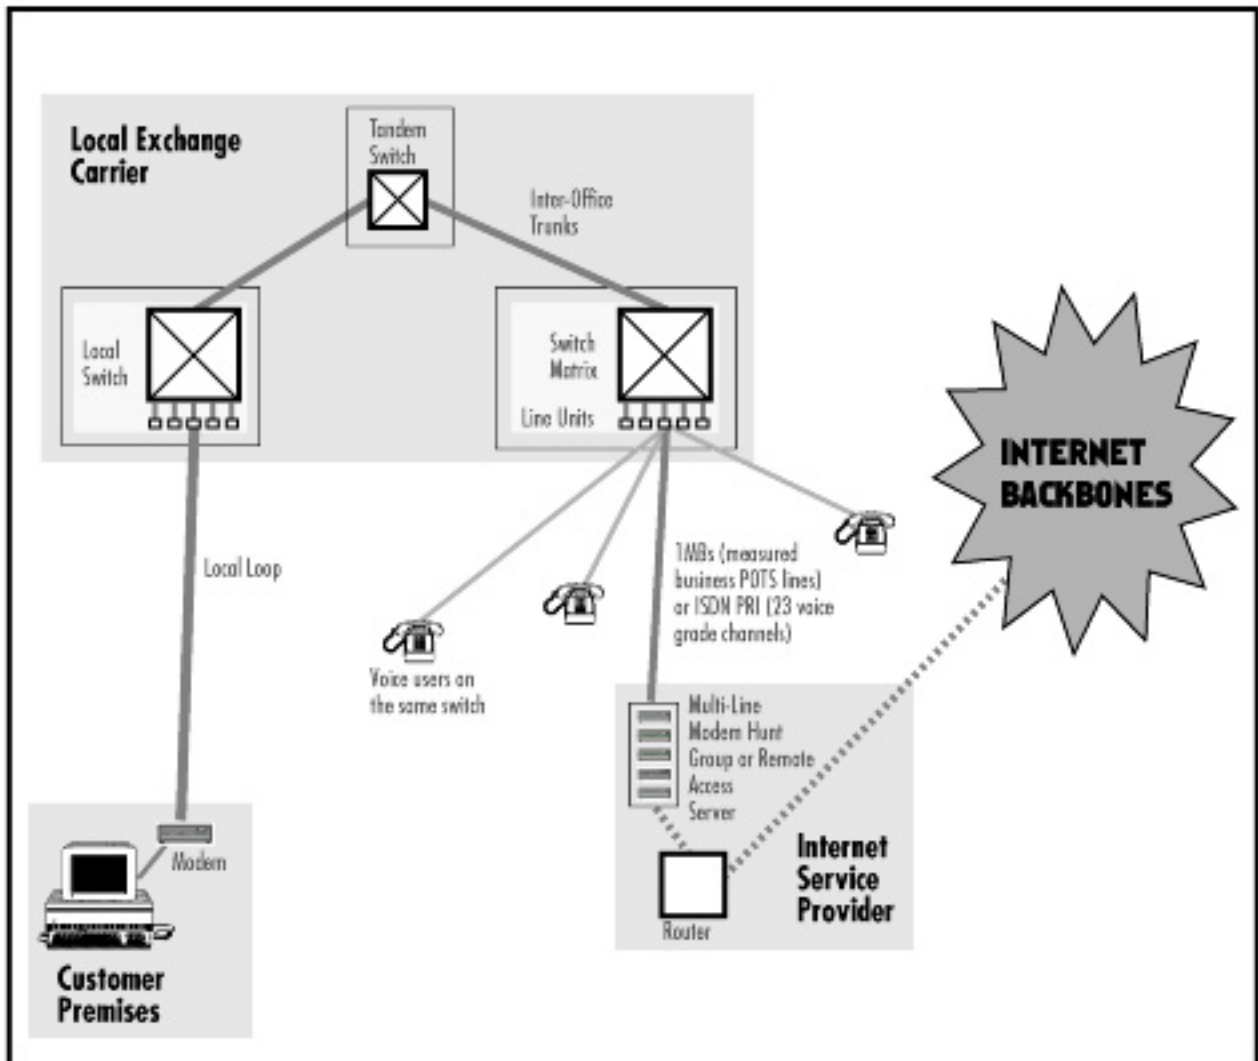 Local Exchange
Carrier
Tandem
Switch
Inter-Office
Trunks
Local
Switch
Switch
Matrix
Line Units
INTERNET
BACKBONES
Local Loop
1MBs (measured
business POTS lines)
or ISDN PRI (23 voice
grade channels)
Voice users on
the same switch
Multi-Line
Modem Hunt
Group or Remote
Access
Server
Modem
Internet
Service
Provider
Router
Customer
Premises